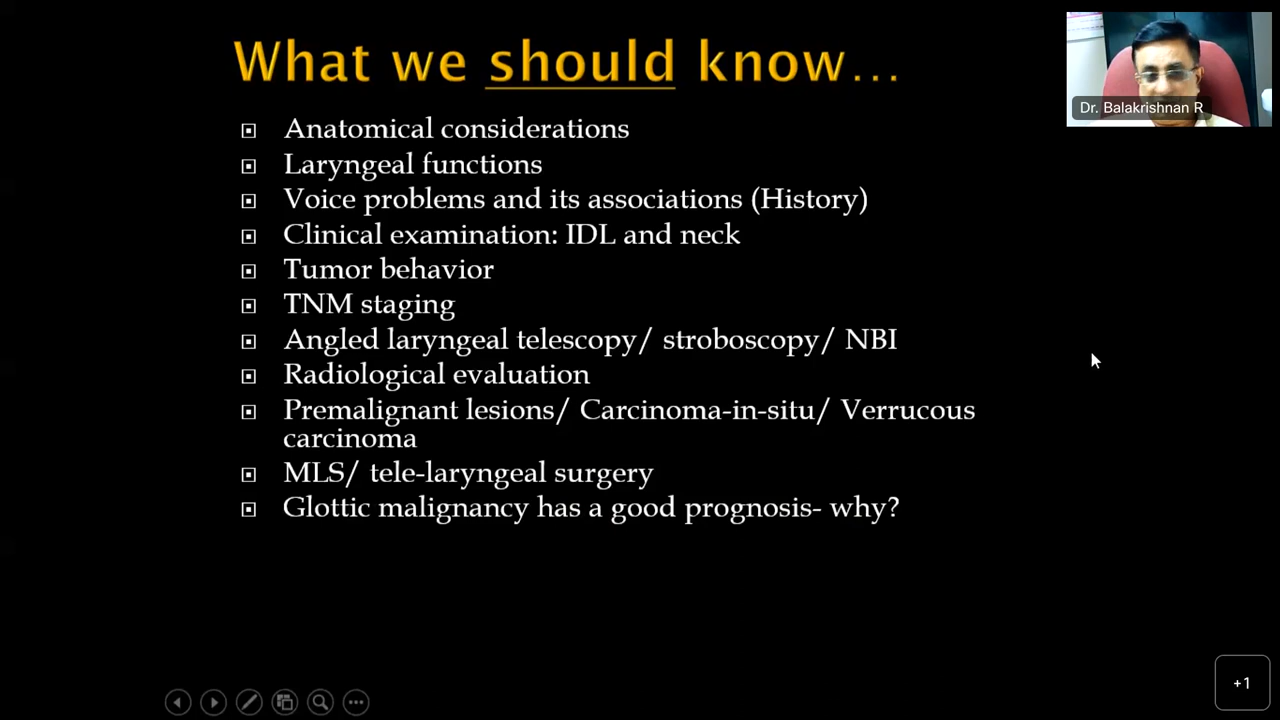 What we should know...
Dr. Balakrishnan R
Anatomical considerations
Laryngeal functions
Voice problems and its associations (History)
Clinical examination: IDL and neck
Tumor behavior
TNM staging
Angled laryngeal telescopy/ stroboscopy/ NBI
Radiological evaluation
Premalignant lesions/ Carcinoma-in-situ/ Verrucous
carcinoma
MLS/ tele-laryngeal surgery
Glottic malignancy has a good prognosis- why?
+1